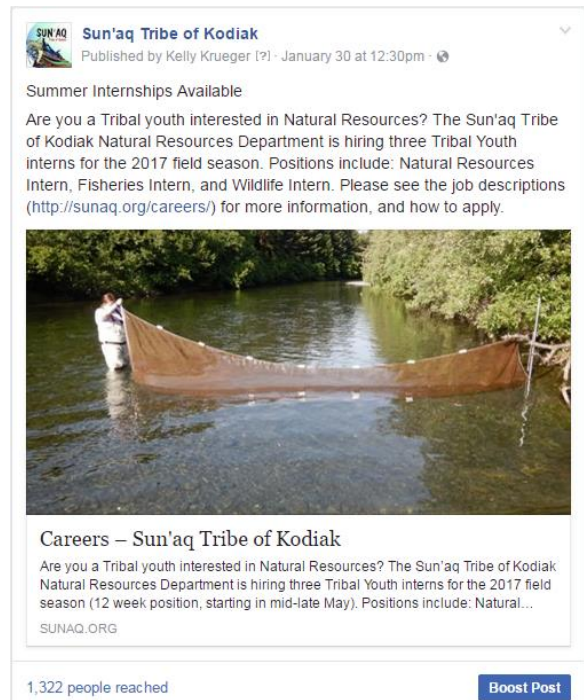 SUN'AQ
Sun'aq Tribe of Kodiak
Published by Kelly Krueger [?] · January 30 at 12:30pm ·
Summer Internships Available
Are you a Tribal youth interested in Natural Resources? The Sun'aq Tribe
of Kodiak Natural Resources Department is hiring three Tribal Youth
interns for the 2017 field season. Positions include: Natural Resources
Intern, Fisheries Intern, and Wildlife Intern. Please see the job descriptions
(http://sunaq.org/careers/) for more information, and how to apply.
Careers – Sun'aq Tribe of Kodiak
Are you a Tribal youth interested in Natural Resources? The Sun'aq Tribe of Kodiak
Natural Resources Department is hiring three Tribal Youth interns for the 2017 field
season (12 week position, starting in mid-late May). Positions include: Natural…
SUNAQ.ORG
1,322 people reached
Boost Post